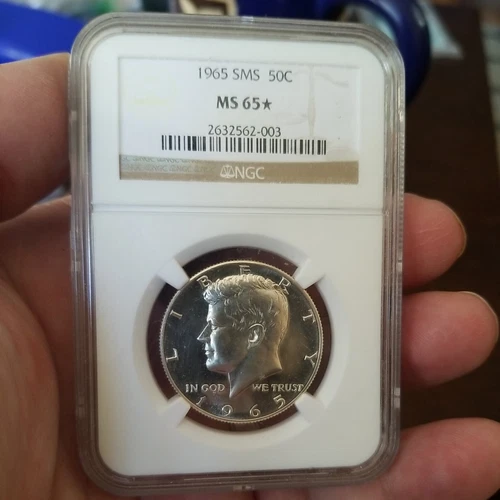 1965 SMS 50C
MS 65★
2632562-003
NGC
LIBERTY
IN GOD WE TRUST
1965